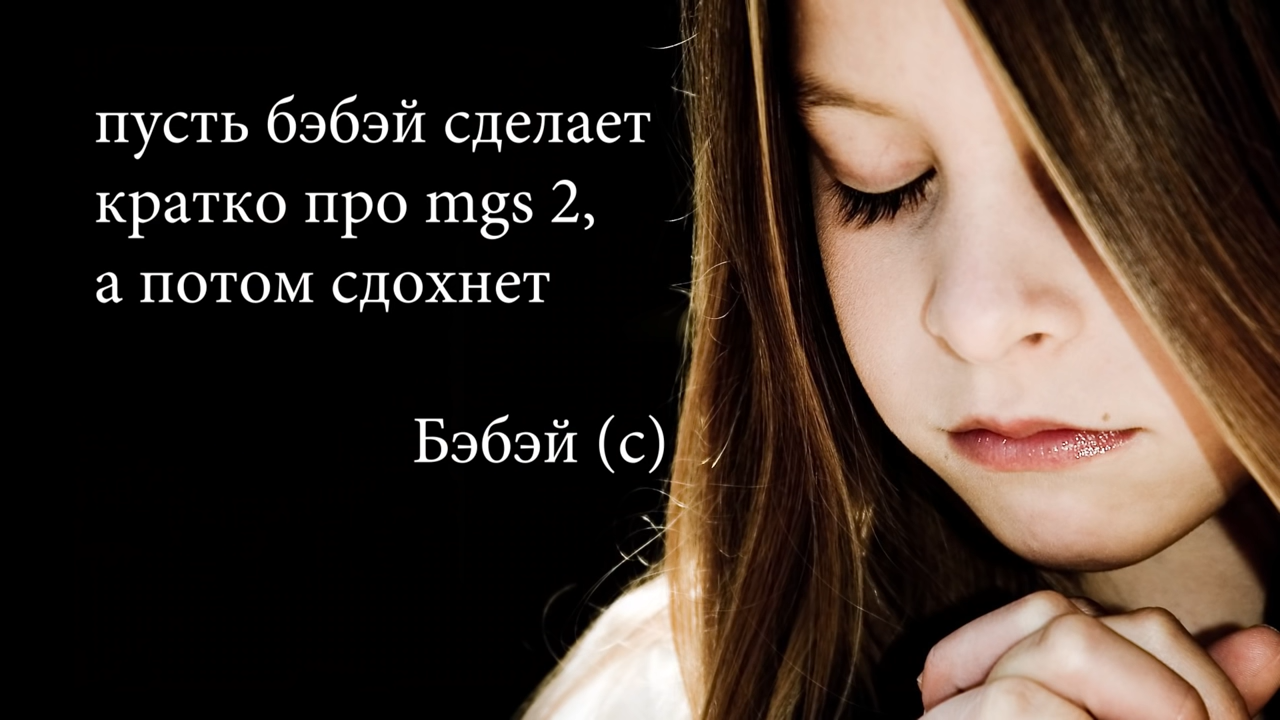 пусть бэбэй сделает
кратко про mgs 2,
а потом сдохнет
Бэбэй (с)